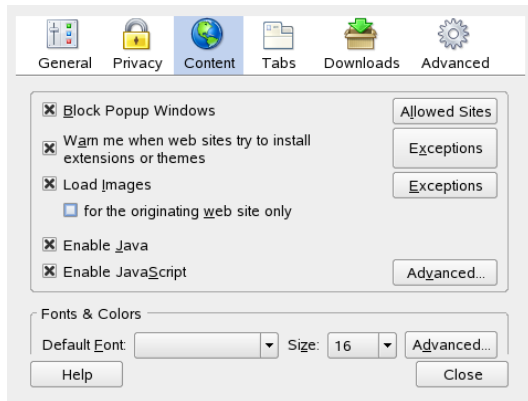 General Privacy Content Tabs Downloads Advanced
Block Popup Windows Allowed Sites
Warn me when web sites try to install
extensions or themes
Exceptions
Load Images Exceptions
for the originating web site only
Enable Java
Enable JavaScript Advanced...
Fonts & Colors
Default Font: Size: 16 Advanced...
Help Close